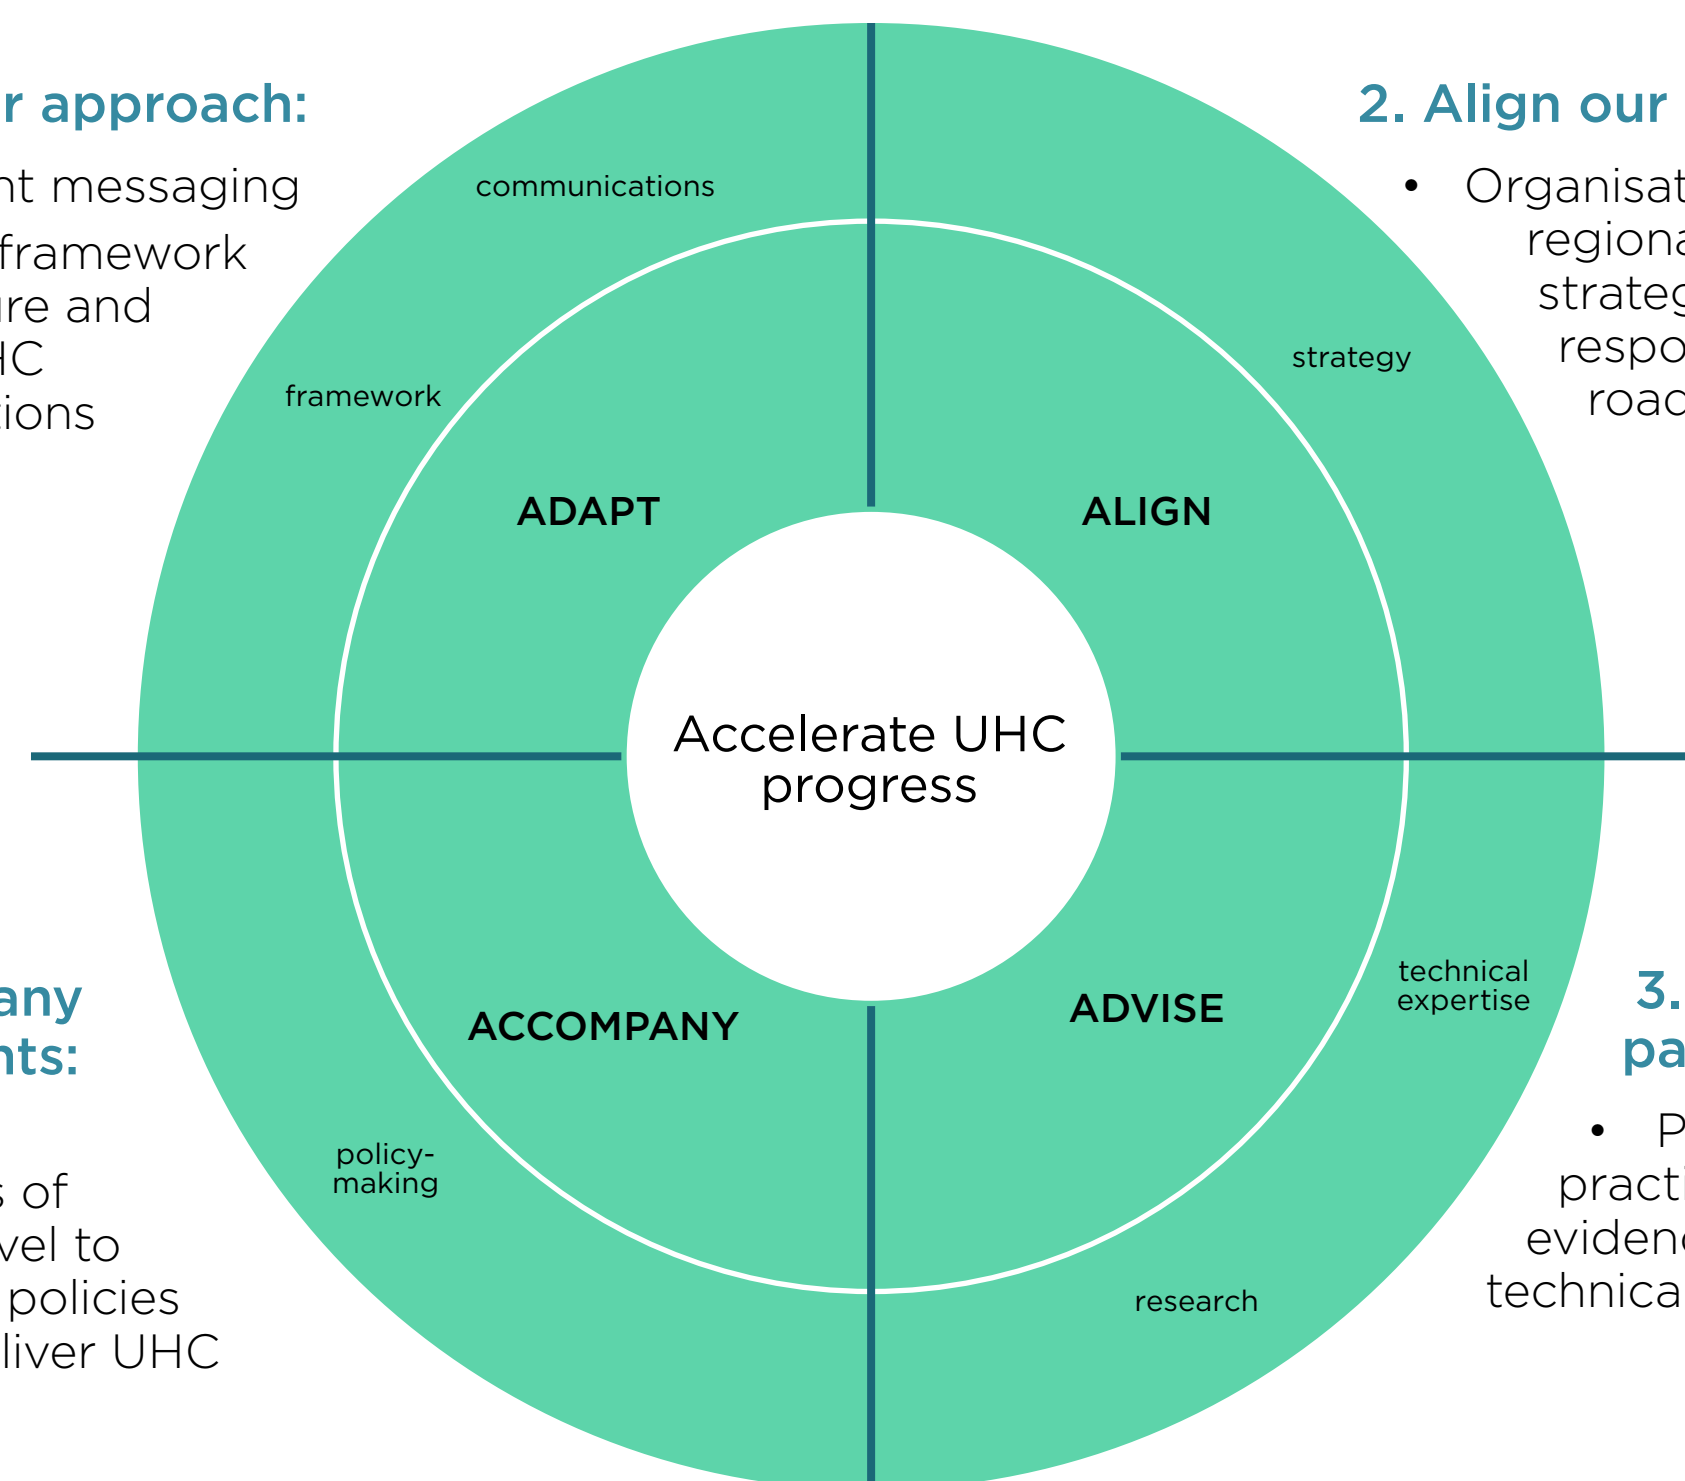 r approach:
nt messaging
framework
ure and
HC
tions
communications
framework
ADAPT
2. Align our
• Organisat
regiona
strateg
respo
road
strategy
ALIGN
Accelerate UHC
progress
any
nts:
s of
vel to
policies
liver UHC
ACCOMPANY
policy-
making
ADVISE
technical
expertise
research
3.
pa
• P
practi
evidenc
technica